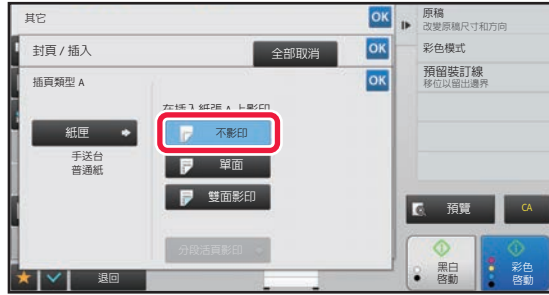 其它
OK
封頁 / 插入
全部取消
OK
插頁類型 A
OK
在插入紙張 A 上影印
紙匣
手送台
普通紙
不影印
單面
雙面影印
分段活頁影印
退回
原稿
改變原稿尺寸和方向
彩色模式
預留裝訂線
移位以留出邊界
預覽
CA
黑白
啓動
彩色
啓動